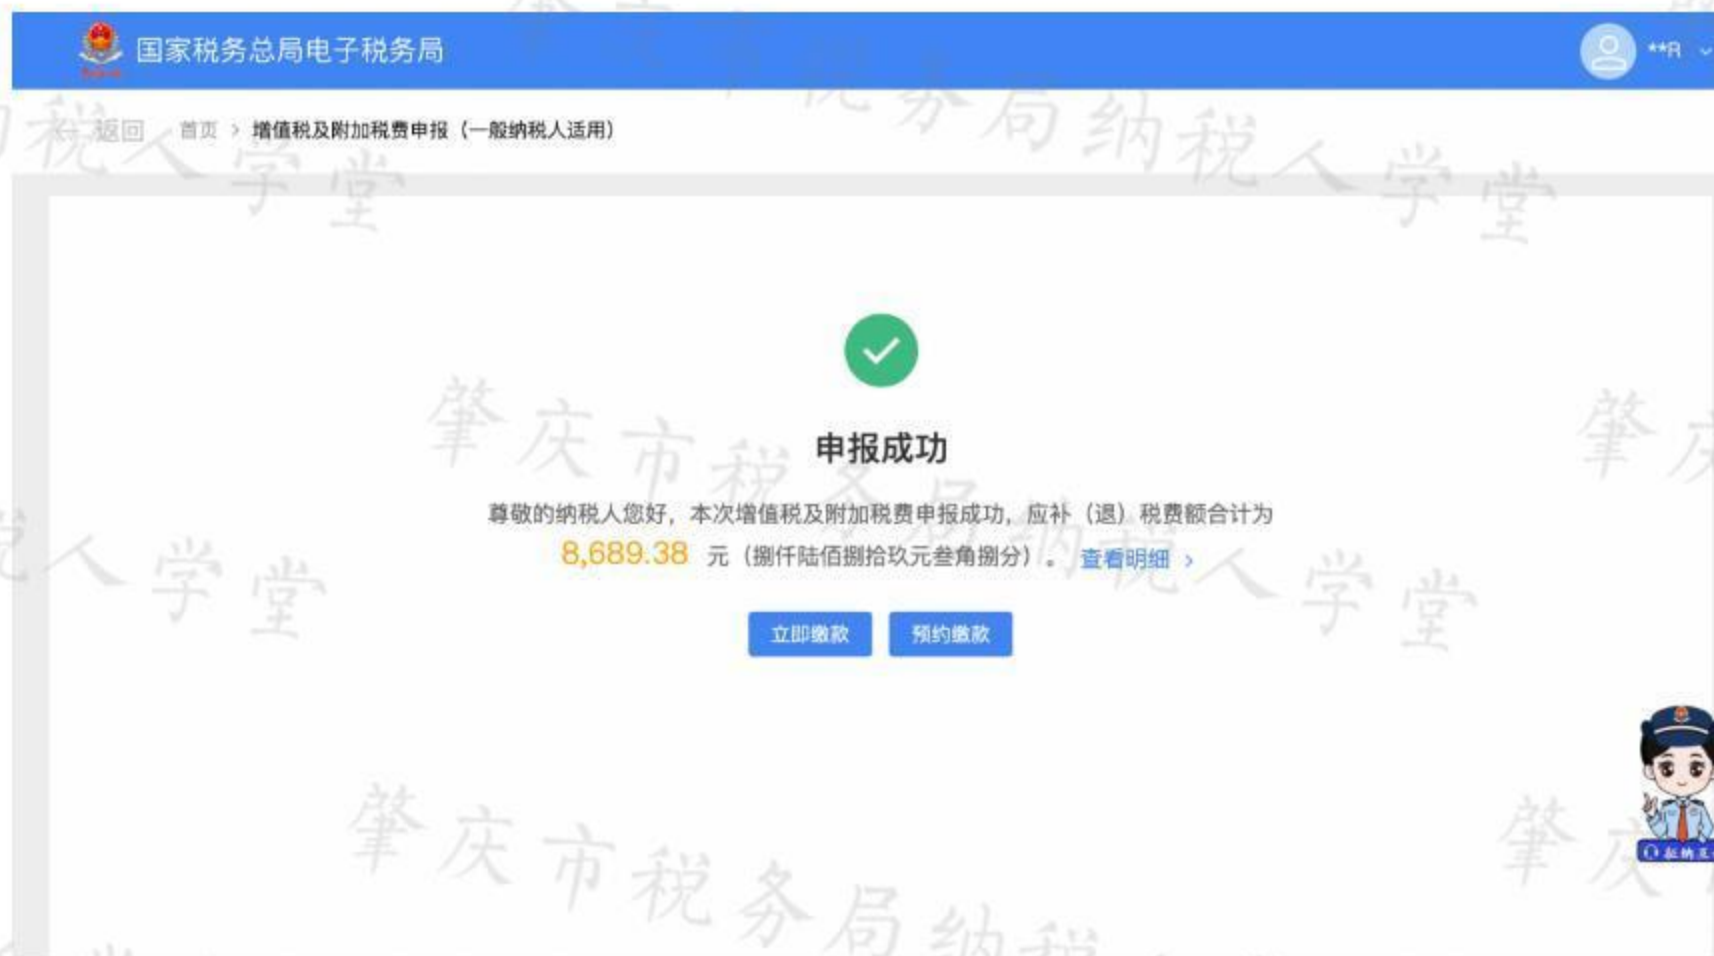 国家税务总局电子税务局
**R
返回 首页 > 增值税及附加税费申报（一般纳税人适用）
申报成功
尊敬的纳税人您好，本次增值税及附加税费申报成功，应补（退）税费额合计为
8,689.38 元（捌仟陆佰捌拾玖元叁角捌分）。 查看明细 >
立即缴款 预约缴款
征纳互
肇庆市税务局纳税人学堂